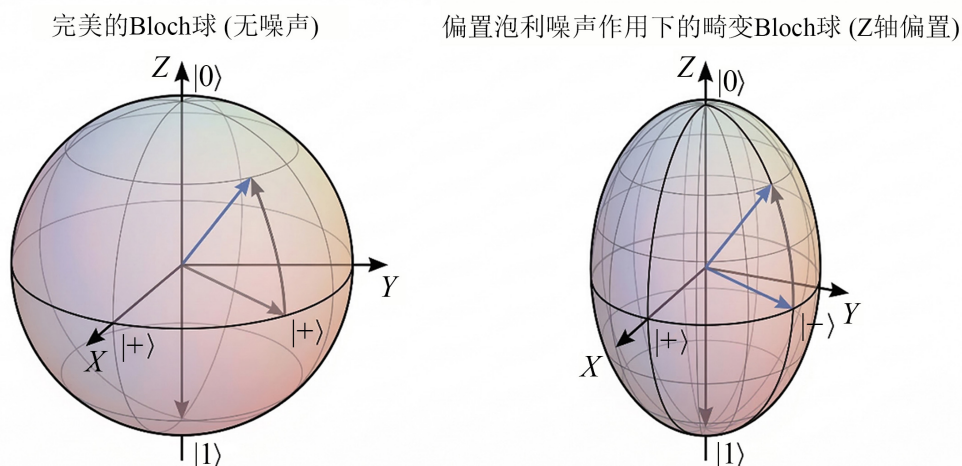 完美的Bloch球 (无噪声)
Z
|0⟩
Y
|+⟩
X
|+⟩
|1⟩
偏置泡利噪声作用下的畸变Bloch球 (Z轴偏置)
Z
|0⟩
Y
|−⟩
X
|+⟩
|1⟩